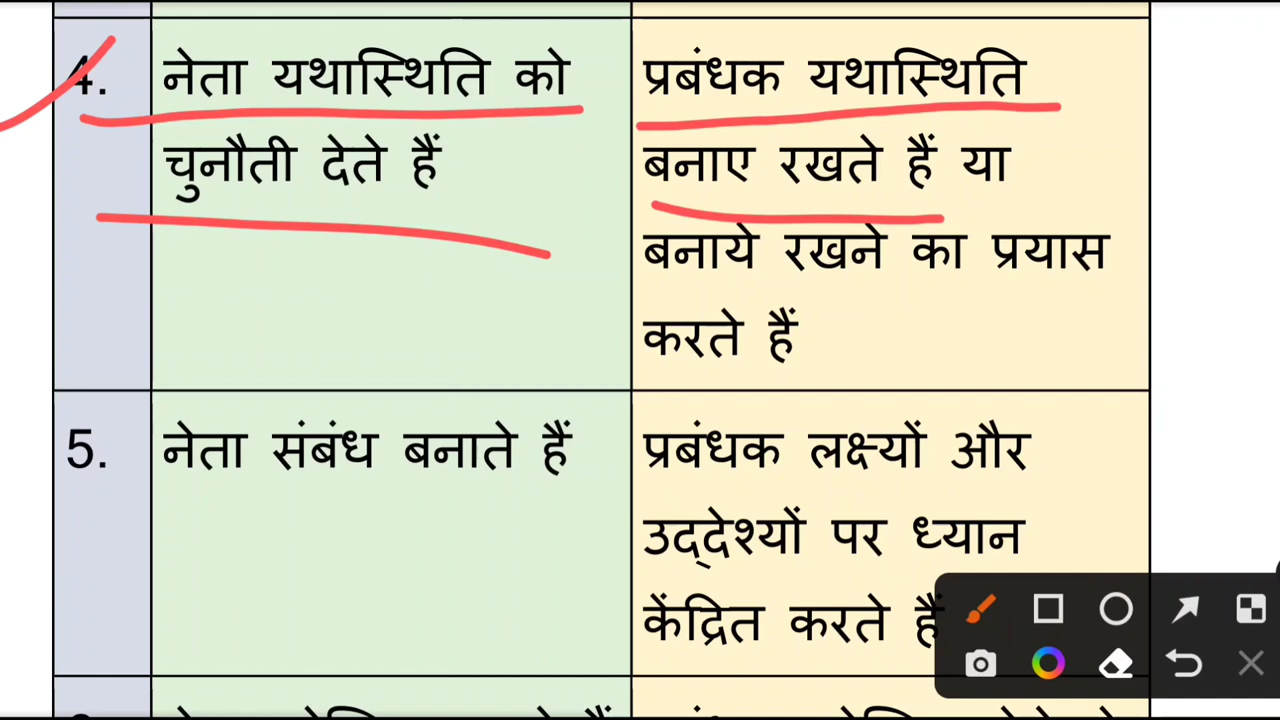 4. नेता यथास्थिति को
चुनौती देते हैं
प्रबंधक यथास्थिति
बनाए रखते हैं या
बनाये रखने का प्रयास
करते हैं
5. नेता संबंध बनाते हैं
प्रबंधक लक्ष्यों और
उद्देश्यों पर ध्यान
केंद्रित करते हैं